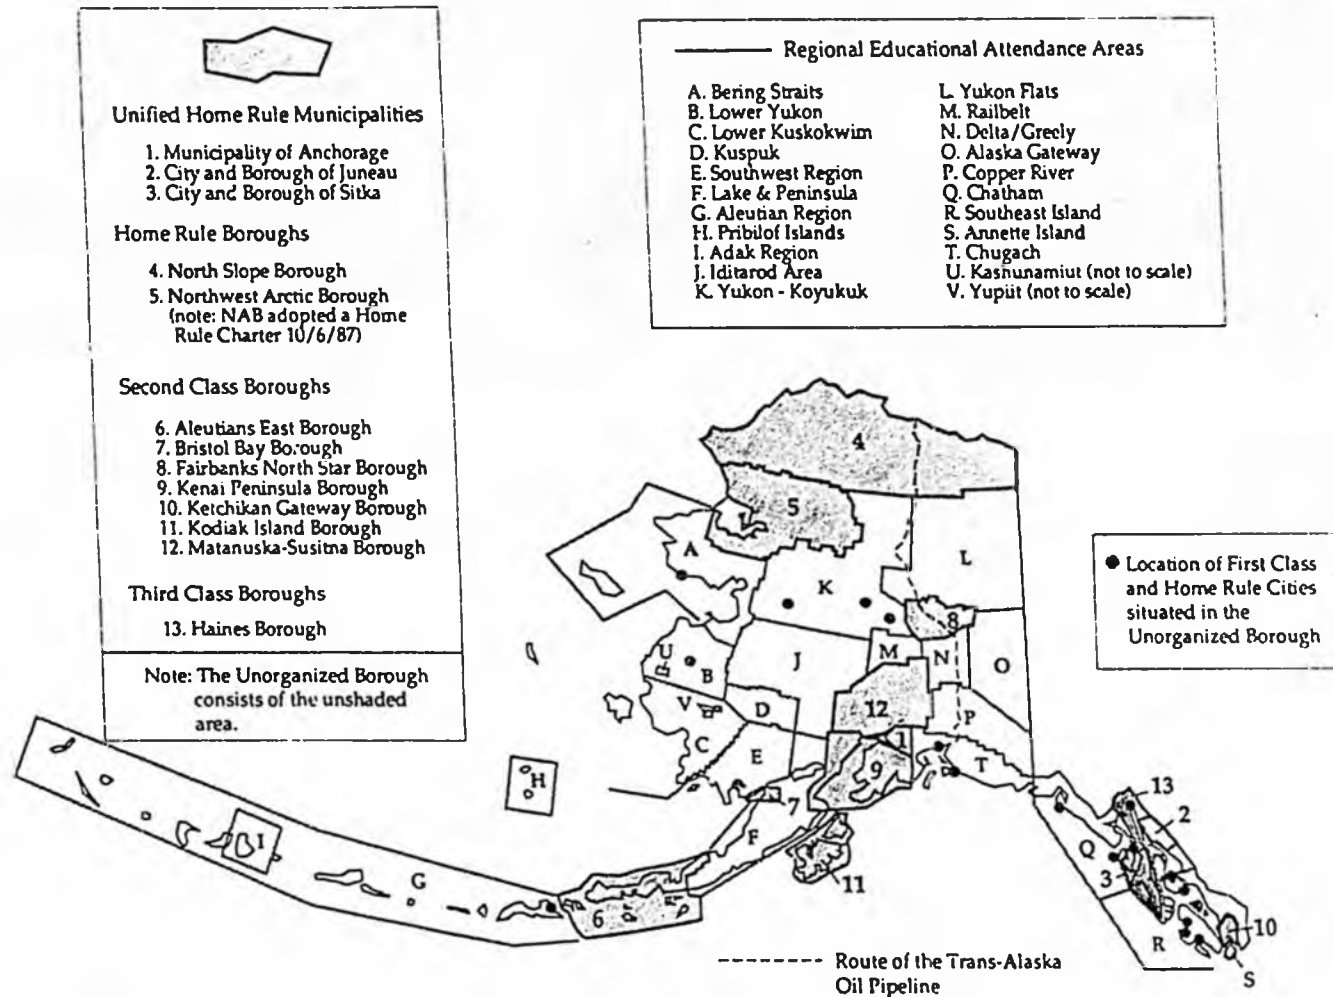 Unified Home Rule Municipalities
1. Municipality of Anchorage
2. City and Borough of Juneau
3. City and Borough of Sitka
Home Rule Boroughs
4. North Slope Borough
5. Northwest Arctic Borough
(note: NAB adopted a Home
Rule Charter 10/6/87)
Second Class Boroughs
6. Aleutians East Borough
7. Bristol Bay Borough
8. Fairbanks North Star Borough
9. Kenai Peninsula Borough
10. Ketchikan Gateway Borough
11. Kodiak Island Borough
12. Matanuska-Susitna Borough
Third Class Boroughs
13. Haines Borough
Note: The Unorganized Borough
consists of the unshaded
area.
Regional Educational Attendance Areas
A. Bering Straits
B. Lower Yukon
C. Lower Kuskokwim
D. Kuspuk
E. Southwest Region
F. Lake & Peninsula
G. Aleutian Region
H. Pribilof Islands
I. Adak Region
J. Iditarod Area
K. Yukon - Koyukuk
L. Yukon Flats
M. Railbelt
N. Delta/Greely
O. Alaska Gateway
P. Copper River
Q. Chatham
R. Southeast Island
S. Annette Island
T. Chugach
U. Kashunamiut (not to scale)
V. Yupiit (not to scale)
Location of First Class
and Home Rule Cities
situated in the
Unorganized Borough
4
5
A
L
K
8
U
B
J
M
N
O
V
D
12
P
C
E
1
9
T
H
7
13
2
I
F
Q
G
11
3
6
10
R
S
Route of the Trans-Alaska
Oil Pipeline